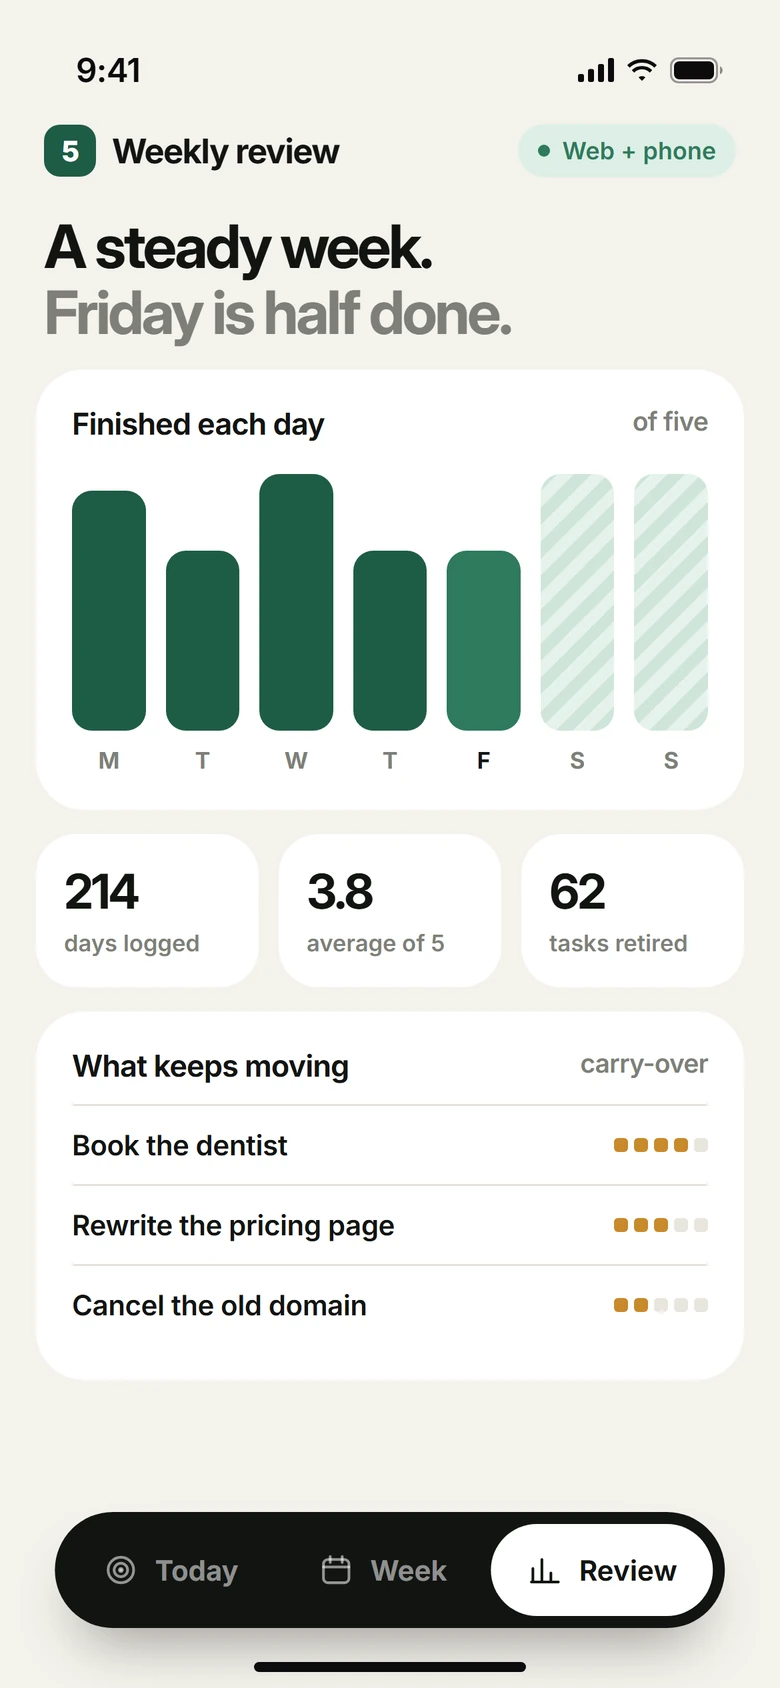 9:41
5 Weekly review
Web + phone
A steady week.
Friday is half done.
Finished each day
of five
M T W T F S S
214
days logged
3.8
average of 5
62
tasks retired
What keeps moving
carry-over
Book the dentist
Rewrite the pricing page
Cancel the old domain
Today Week Review